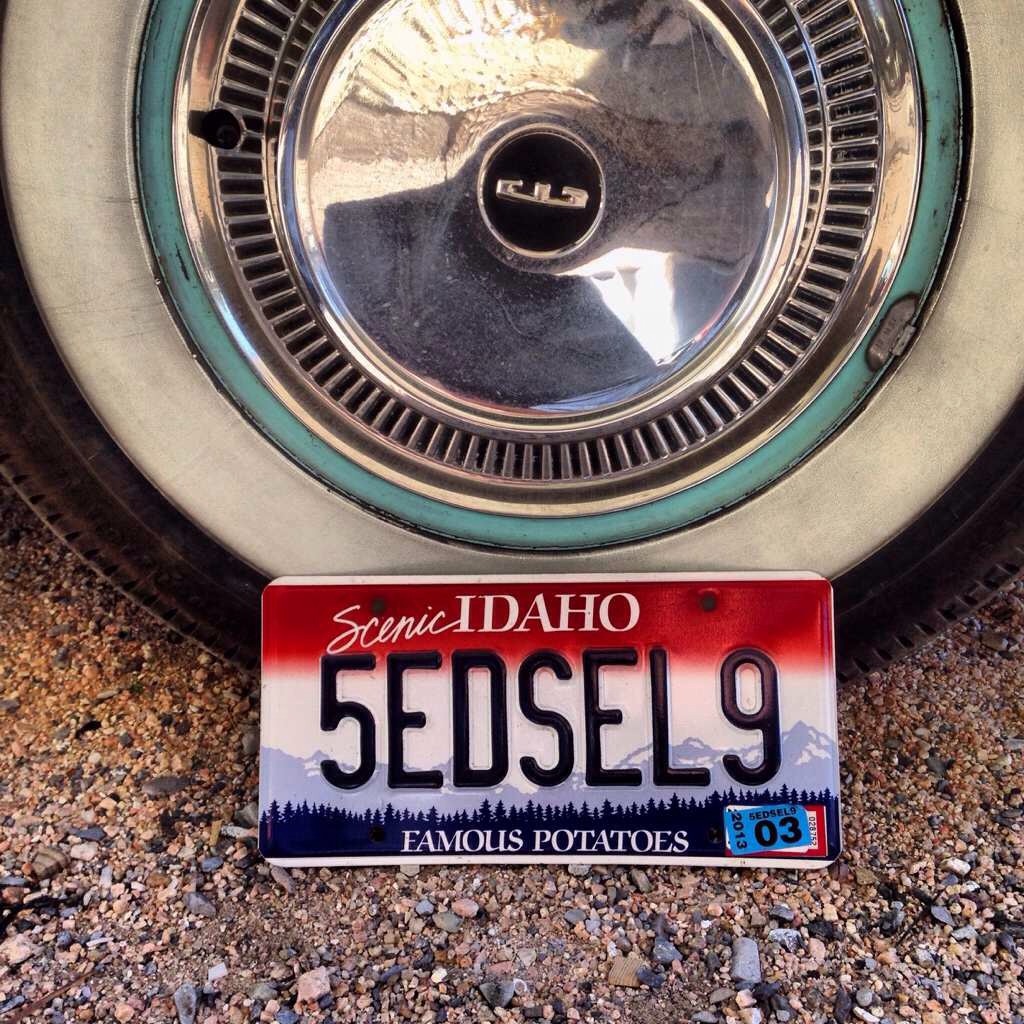 Scenic IDAHO
5EDSEL9
FAMOUS POTATOES
2013
5EDSEL9
03